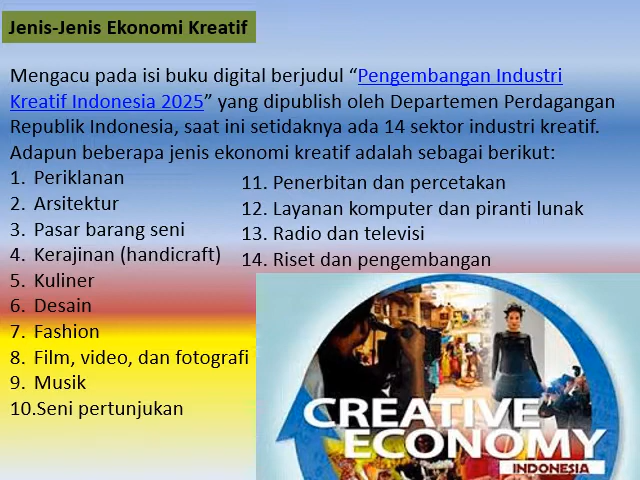 Jenis-Jenis Ekonomi Kreatif
Mengacu pada isi buku digital berjudul “Pengembangan Industri
Kreatif Indonesia 2025” yang dipublish oleh Departemen Perdagangan
Republik Indonesia, saat ini setidaknya ada 14 sektor industri kreatif.
Adapun beberapa jenis ekonomi kreatif adalah sebagai berikut:
1. Periklanan
2. Arsitektur
3. Pasar barang seni
4. Kerajinan (handicraft)
5. Kuliner
6. Desain
7. Fashion
8. Film, video, dan fotografi
9. Musik
10.Seni pertunjukan
11. Penerbitan dan percetakan
12. Layanan komputer dan piranti lunak
13. Radio dan televisi
14. Riset dan pengembangan
CREATIVE
ECONOMY
INDONESIA